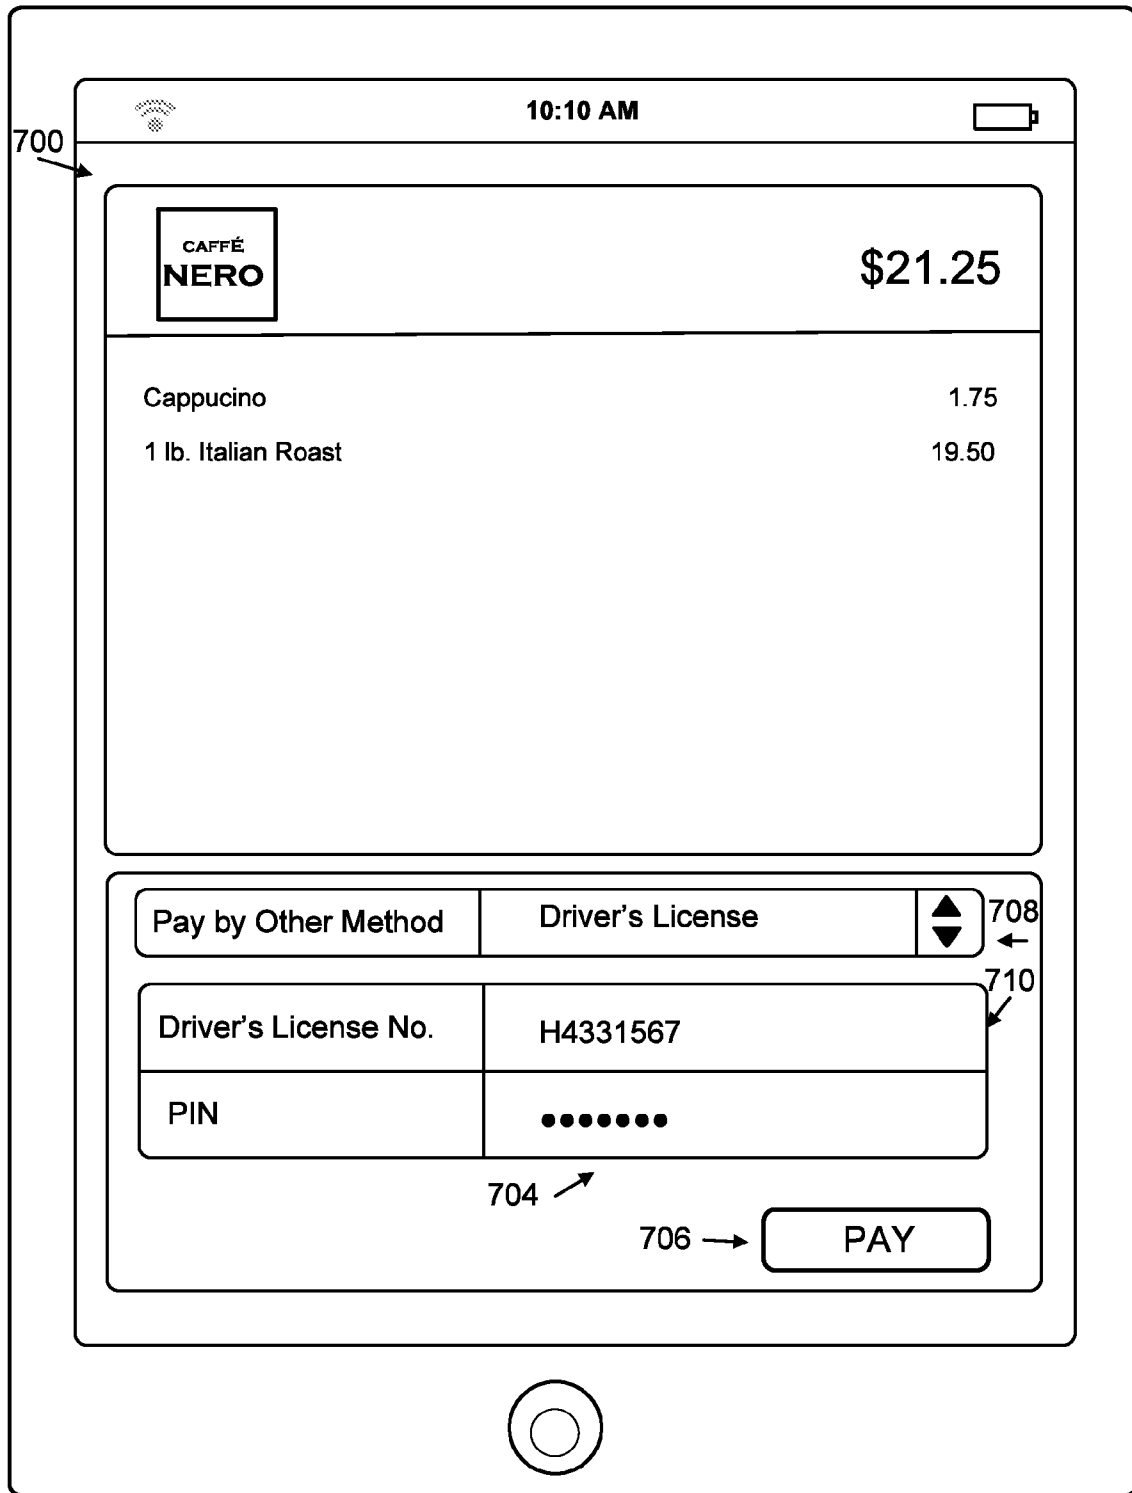 10:10 AM
700
CAFFÉ
NERO
$21.25
Cappucino 1.75
1 lb. Italian Roast 19.50
Pay by Other Method Driver's License 708
710
Driver's License No. H4331567
PIN •••••••
704
706 PAY